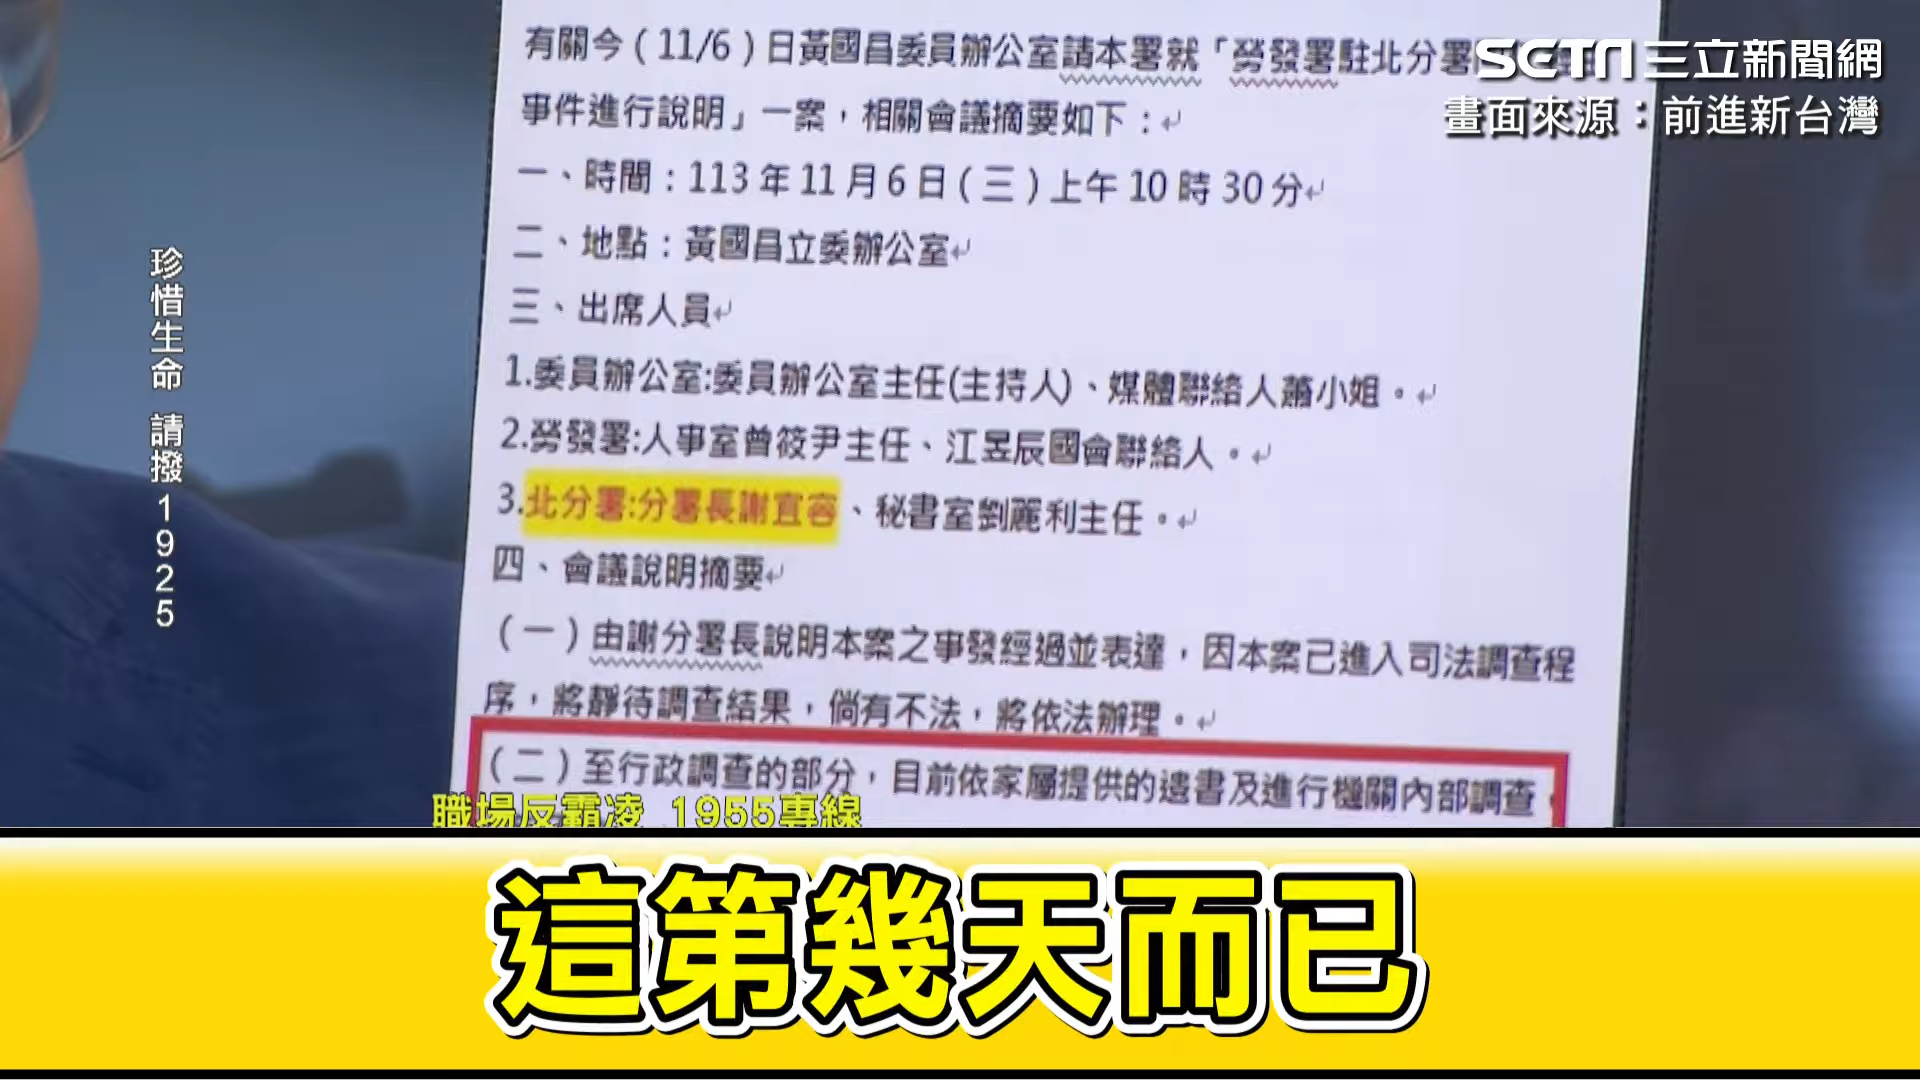 有關今(11/6)日黃國昌委員辦公室請本署就「勞發署駐北分署
事件進行說明」一案，相關會議摘要如下：
一、時間：113年11月6日(三)上午10時30分
二、地點：黃國昌立委辦公室
三、出席人員
1.委員辦公室:委員辦公室主任(主持人)、媒體聯絡人蕭小姐。
2.勞發署:人事室曾筱尹主任、江昱辰國會聯絡人。
3.北分署:分署長謝宜容、秘書室劉麗利主任。
四、會議說明摘要
(一)由謝分署長說明本案之事發經過並表達，因本案已進入司法調查程
序，將靜待調查結果，倘有不法，將依法辦理。
(二)至行政調查的部分，目前依家屬提供的遺書及進行機關內部調查，
SETN三立新聞網
畫面來源：前進新台灣
珍惜生命 請撥1925
職場反霸凌 1955專線
這第幾天而已